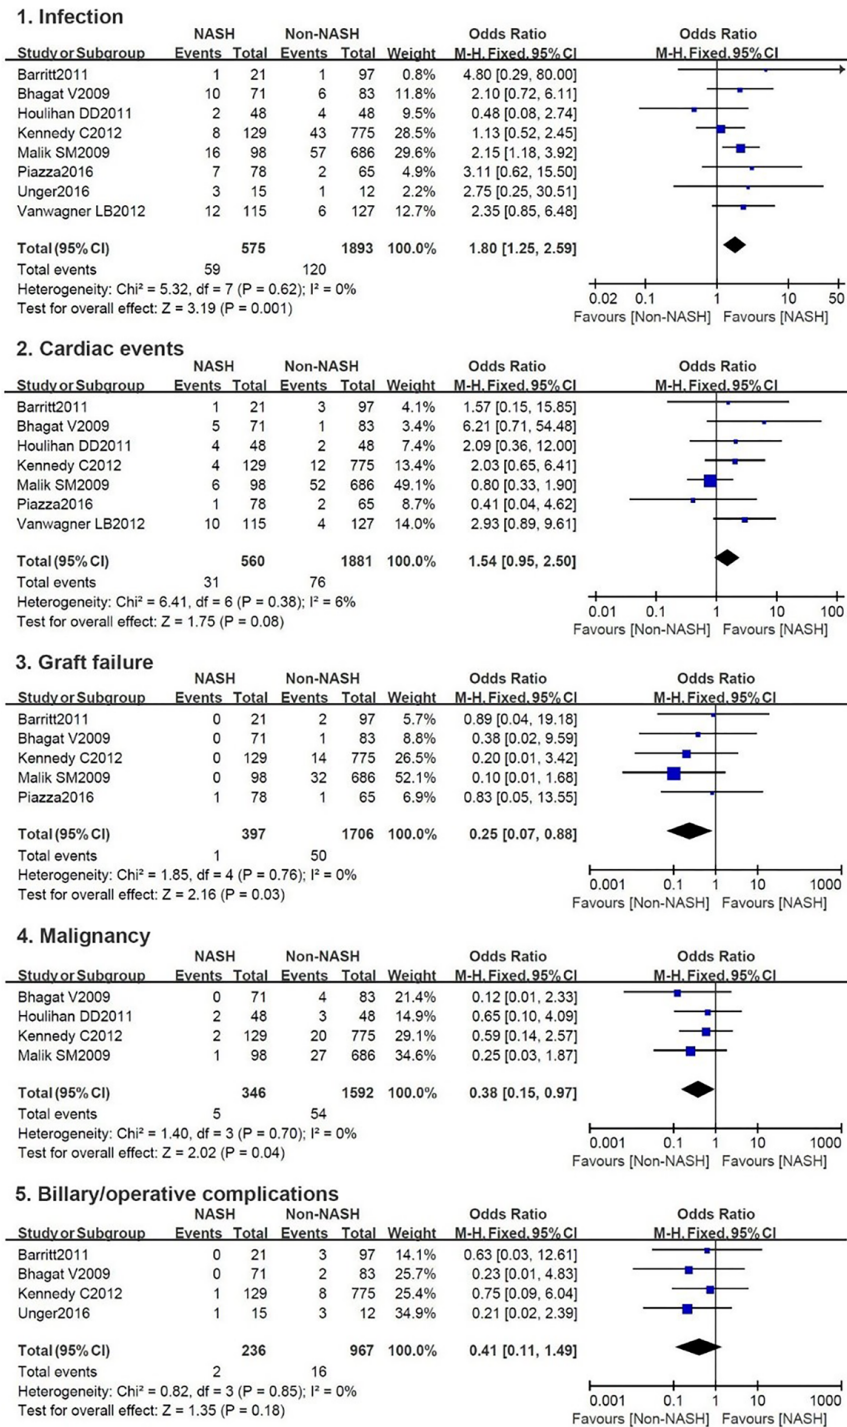 1. Infection
NASH Non-NASH Odds Ratio Odds Ratio
Study or Subgroup Events Total Events Total Weight M-H, Fixed, 95% CI M-H, Fixed, 95% CI
Barritt2011 1 21 1 97 0.8% 4.80 [0.29, 80.00]
Bhagat V2009 10 71 6 83 11.8% 2.10 [0.72, 6.11]
Houlihan DD2011 2 48 4 48 9.5% 0.48 [0.08, 2.74]
Kennedy C2012 8 129 43 775 28.5% 1.13 [0.52, 2.45]
Malik SM2009 16 98 57 686 29.6% 2.15 [1.18, 3.92]
Piazza2016 7 78 2 65 4.9% 3.11 [0.62, 15.50]
Unger2016 3 15 1 12 2.2% 2.75 [0.25, 30.51]
Vanwagner LB2012 12 115 6 127 12.7% 2.35 [0.85, 6.48]
Total (95% CI) 575 1893 100.0% 1.80 [1.25, 2.59]
Total events 59 120
Heterogeneity: Chi² = 5.32, df = 7 (P = 0.62); I² = 0%
Test for overall effect: Z = 3.19 (P = 0.001)
0.02 0.1 1 10 50
Favours [Non-NASH] Favours [NASH]
2. Cardiac events
NASH Non-NASH Odds Ratio Odds Ratio
Study or Subgroup Events Total Events Total Weight M-H, Fixed, 95% CI M-H, Fixed, 95% CI
Barritt2011 1 21 3 97 4.1% 1.57 [0.15, 15.85]
Bhagat V2009 5 71 1 83 3.4% 6.21 [0.71, 54.48]
Houlihan DD2011 4 48 2 48 7.4% 2.09 [0.36, 12.00]
Kennedy C2012 4 129 12 775 13.4% 2.03 [0.65, 6.41]
Malik SM2009 6 98 52 686 49.1% 0.80 [0.33, 1.90]
Piazza2016 1 78 2 65 8.7% 0.41 [0.04, 4.62]
Vanwagner LB2012 10 115 4 127 14.0% 2.93 [0.89, 9.61]
Total (95% CI) 560 1881 100.0% 1.54 [0.95, 2.50]
Total events 31 76
Heterogeneity: Chi² = 6.41, df = 6 (P = 0.38); I² = 6%
Test for overall effect: Z = 1.75 (P = 0.08)
0.01 0.1 1 10 100
Favours [Non-NASH] Favours [NASH]
3. Graft failure
NASH Non-NASH Odds Ratio Odds Ratio
Study or Subgroup Events Total Events Total Weight M-H, Fixed, 95% CI M-H, Fixed, 95% CI
Barritt2011 0 21 2 97 5.7% 0.89 [0.04, 19.18]
Bhagat V2009 0 71 1 83 8.8% 0.38 [0.02, 9.59]
Kennedy C2012 0 129 14 775 26.5% 0.20 [0.01, 3.42]
Malik SM2009 0 98 32 686 52.1% 0.10 [0.01, 1.68]
Piazza2016 1 78 1 65 6.9% 0.83 [0.05, 13.55]
Total (95% CI) 397 1706 100.0% 0.25 [0.07, 0.88]
Total events 1 50
Heterogeneity: Chi² = 1.85, df = 4 (P = 0.76); I² = 0%
Test for overall effect: Z = 2.16 (P = 0.03)
0.001 0.1 1 10 1000
Favours [Non-NASH] Favours [NASH]
4. Malignancy
NASH Non-NASH Odds Ratio Odds Ratio
Study or Subgroup Events Total Events Total Weight M-H, Fixed, 95% CI M-H, Fixed, 95% CI
Bhagat V2009 0 71 4 83 21.4% 0.12 [0.01, 2.33]
Houlihan DD2011 2 48 3 48 14.9% 0.65 [0.10, 4.09]
Kennedy C2012 2 129 20 775 29.1% 0.59 [0.14, 2.57]
Malik SM2009 1 98 27 686 34.6% 0.25 [0.03, 1.87]
Total (95% CI) 346 1592 100.0% 0.38 [0.15, 0.97]
Total events 5 54
Heterogeneity: Chi² = 1.40, df = 3 (P = 0.70); I² = 0%
Test for overall effect: Z = 2.02 (P = 0.04)
0.001 0.1 1 10 1000
Favours [Non-NASH] Favours [NASH]
5. Billary/operative complications
NASH Non-NASH Odds Ratio Odds Ratio
Study or Subgroup Events Total Events Total Weight M-H, Fixed, 95% CI M-H, Fixed, 95% CI
Barritt2011 0 21 3 97 14.1% 0.63 [0.03, 12.61]
Bhagat V2009 0 71 2 83 25.7% 0.23 [0.01, 4.83]
Kennedy C2012 1 129 8 775 25.4% 0.75 [0.09, 6.04]
Unger2016 1 15 3 12 34.9% 0.21 [0.02, 2.39]
Total (95% CI) 236 967 100.0% 0.41 [0.11, 1.49]
Total events 2 16
Heterogeneity: Chi² = 0.82, df = 3 (P = 0.85); I² = 0%
Test for overall effect: Z = 1.35 (P = 0.18)
0.001 0.1 1 10 1000
Favours [Non-NASH] Favours [NASH]